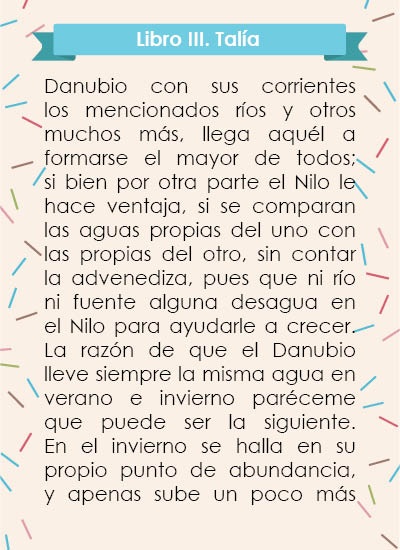 Libro III. Talía
Danubio con sus corrientes
los mencionados ríos y otros
muchos más, llega aquél a
formarse el mayor de todos;
si bien por otra parte el Nilo le
hace ventaja, si se comparan
las aguas propias del uno con
las propias del otro, sin contar
la advenediza, pues que ni río
ni fuente alguna desagua en
el Nilo para ayudarle a crecer.
La razón de que el Danubio
lleve siempre la misma agua en
verano e invierno paréceme
que puede ser la siguiente.
En el invierno se halla en su
propio punto de abundancia,
y apenas sube un poco más